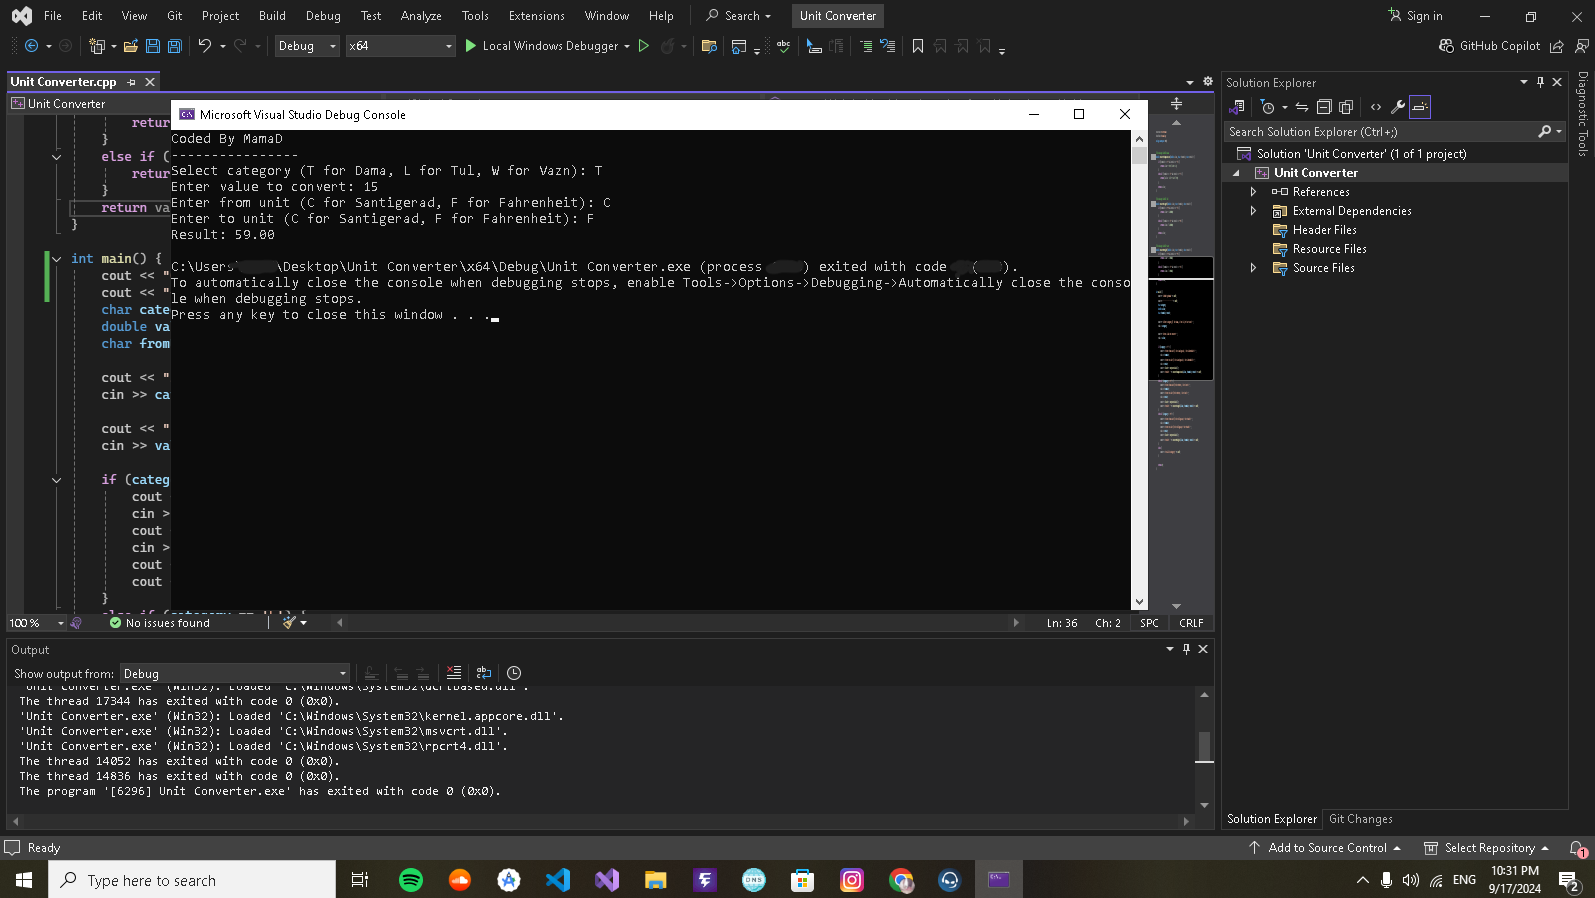 File Edit View Git Project Build Debug Test Analyze Tools Extensions Window Help Search Unit Converter Sign in
Debug x64 Local Windows Debugger GitHub Copilot
Unit Converter.cpp
Unit Converter
retur
}
else if (
retur
}
return va
}
int main() {
cout << "
cout << "
char cate
double va
char from
cout << "
cin >> ca
cout << "
cin >> va
if (categ
cout
cin >
cout
cin >
cout
cout
}
Microsoft Visual Studio Debug Console
Coded By MamaD
----------------
Select category (T for Dama, L for Tul, W for Vazn): T
Enter value to convert: 15
Enter from unit (C for Santigerad, F for Fahrenheit): C
Enter to unit (C for Santigerad, F for Fahrenheit): F
Result: 59.00
C:\Users\ \Desktop\Unit Converter\x64\Debug\Unit Converter.exe (process ) exited with code ( ).
To automatically close the console when debugging stops, enable Tools->Options->Debugging->Automatically close the conso
le when debugging stops.
Press any key to close this window . . .
100 % No issues found Ln: 36 Ch: 2 SPC CRLF
Output
Show output from: Debug
'Unit Converter.exe' (Win32): Loaded 'C:\Windows\System32\ucrtbased.dll'.
The thread 17344 has exited with code 0 (0x0).
'Unit Converter.exe' (Win32): Loaded 'C:\Windows\System32\kernel.appcore.dll'.
'Unit Converter.exe' (Win32): Loaded 'C:\Windows\System32\msvcrt.dll'.
'Unit Converter.exe' (Win32): Loaded 'C:\Windows\System32\rpcrt4.dll'.
The thread 14052 has exited with code 0 (0x0).
The thread 14836 has exited with code 0 (0x0).
The program '[6296] Unit Converter.exe' has exited with code 0 (0x0).
Solution Explorer
Search Solution Explorer (Ctrl+;)
Solution 'Unit Converter' (1 of 1 project)
Unit Converter
References
External Dependencies
Header Files
Resource Files
Source Files
Solution Explorer Git Changes
Diagnostic Tools
Ready Add to Source Control Select Repository 1
Type here to search DNS ENG 10:31 PM
9/17/2024 2